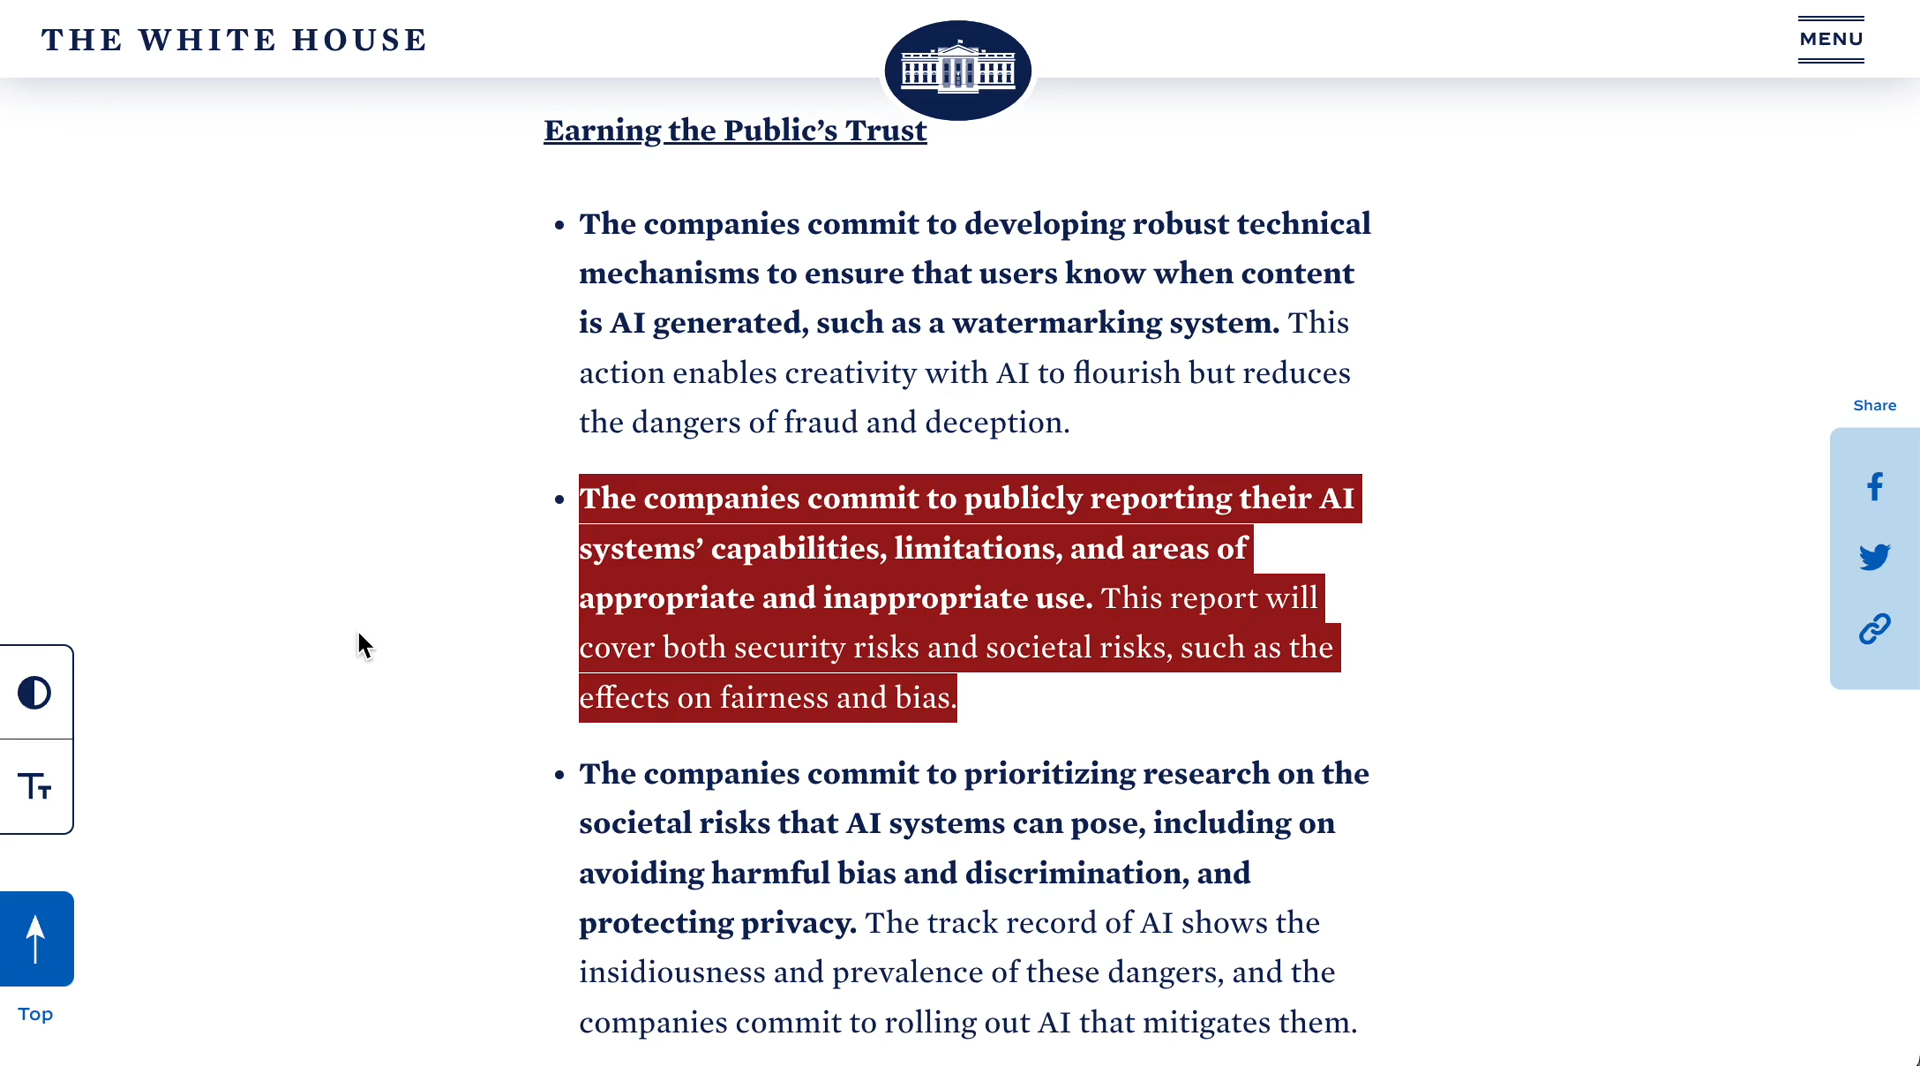 THE WHITE HOUSE
MENU
Earning the Public’s Trust
• The companies commit to developing robust technical
mechanisms to ensure that users know when content
is AI generated, such as a watermarking system. This
action enables creativity with AI to flourish but reduces
the dangers of fraud and deception.
Share
• The companies commit to publicly reporting their AI
systems’ capabilities, limitations, and areas of
appropriate and inappropriate use. This report will
cover both security risks and societal risks, such as the
effects on fairness and bias.
• The companies commit to prioritizing research on the
societal risks that AI systems can pose, including on
avoiding harmful bias and discrimination, and
protecting privacy. The track record of AI shows the
insidiousness and prevalence of these dangers, and the
companies commit to rolling out AI that mitigates them.
Tт
Top